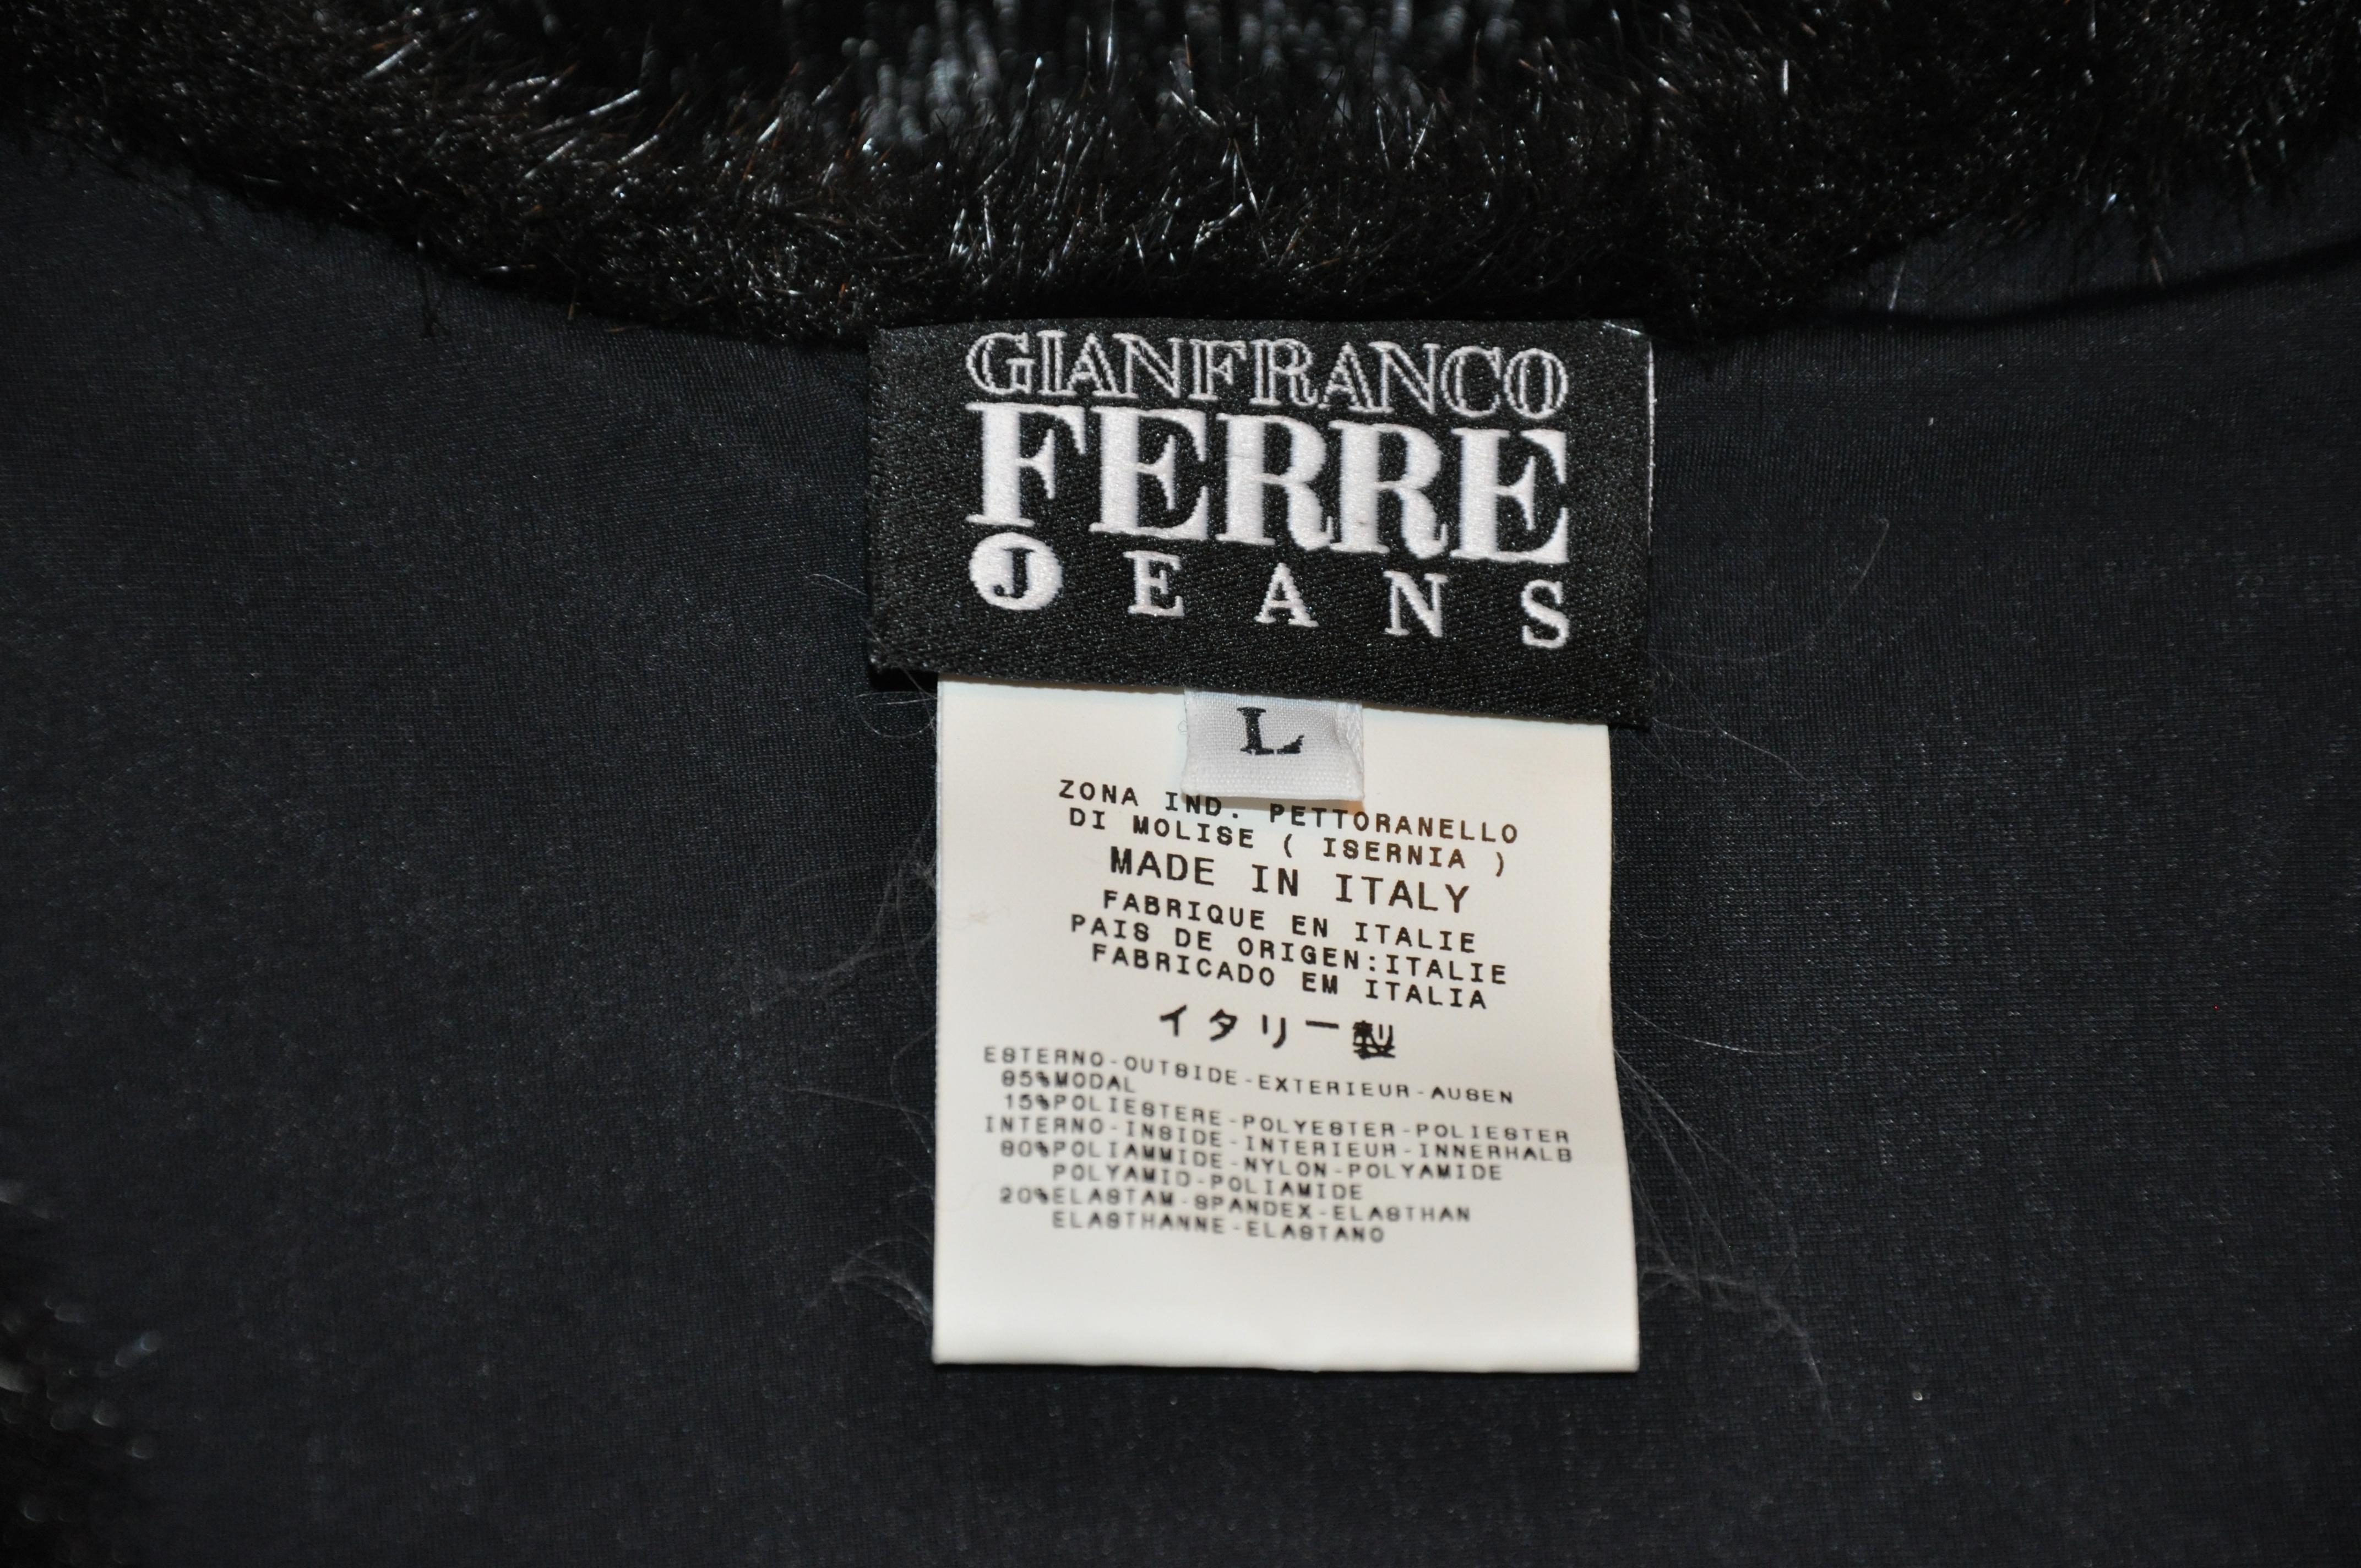 GIANFRANCO
FERRE
JEANS
L
ZONA IND. PETTORANELLO
DI MOLISE ( ISERNIA )
MADE IN ITALY
FABRIQUE EN ITALIE
PAIS DE ORIGEN:ITALIE
FABRICADO EM ITALIA
イタリー製
ESTERNO-OUTSIDE-EXTERIEUR-AUSEN
85%MODAL
15%POLIESTERE-POLYESTER-POLIESTER
INTERNO-INSIDE-INTERIEUR-INNERHALB
80%POLIAMMIDE-NYLON-POLYAMIDE
POLYAMID-POLIAMIDE
20%ELASTAM-SPANDEX-ELASTHAN
ELASTHANNE-ELASTANO